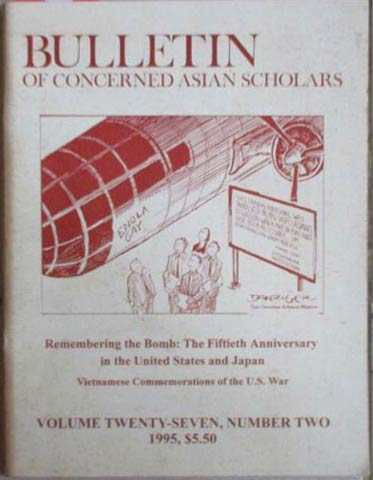 BULLETIN
OF CONCERNED ASIAN SCHOLARS
ENOLA
GAY
DANZIGER
Remembering the Bomb: The Fiftieth Anniversary
in the United States and Japan
Vietnamese Commemorations of the U.S. War
VOLUME TWENTY-SEVEN, NUMBER TWO
1995, $5.50